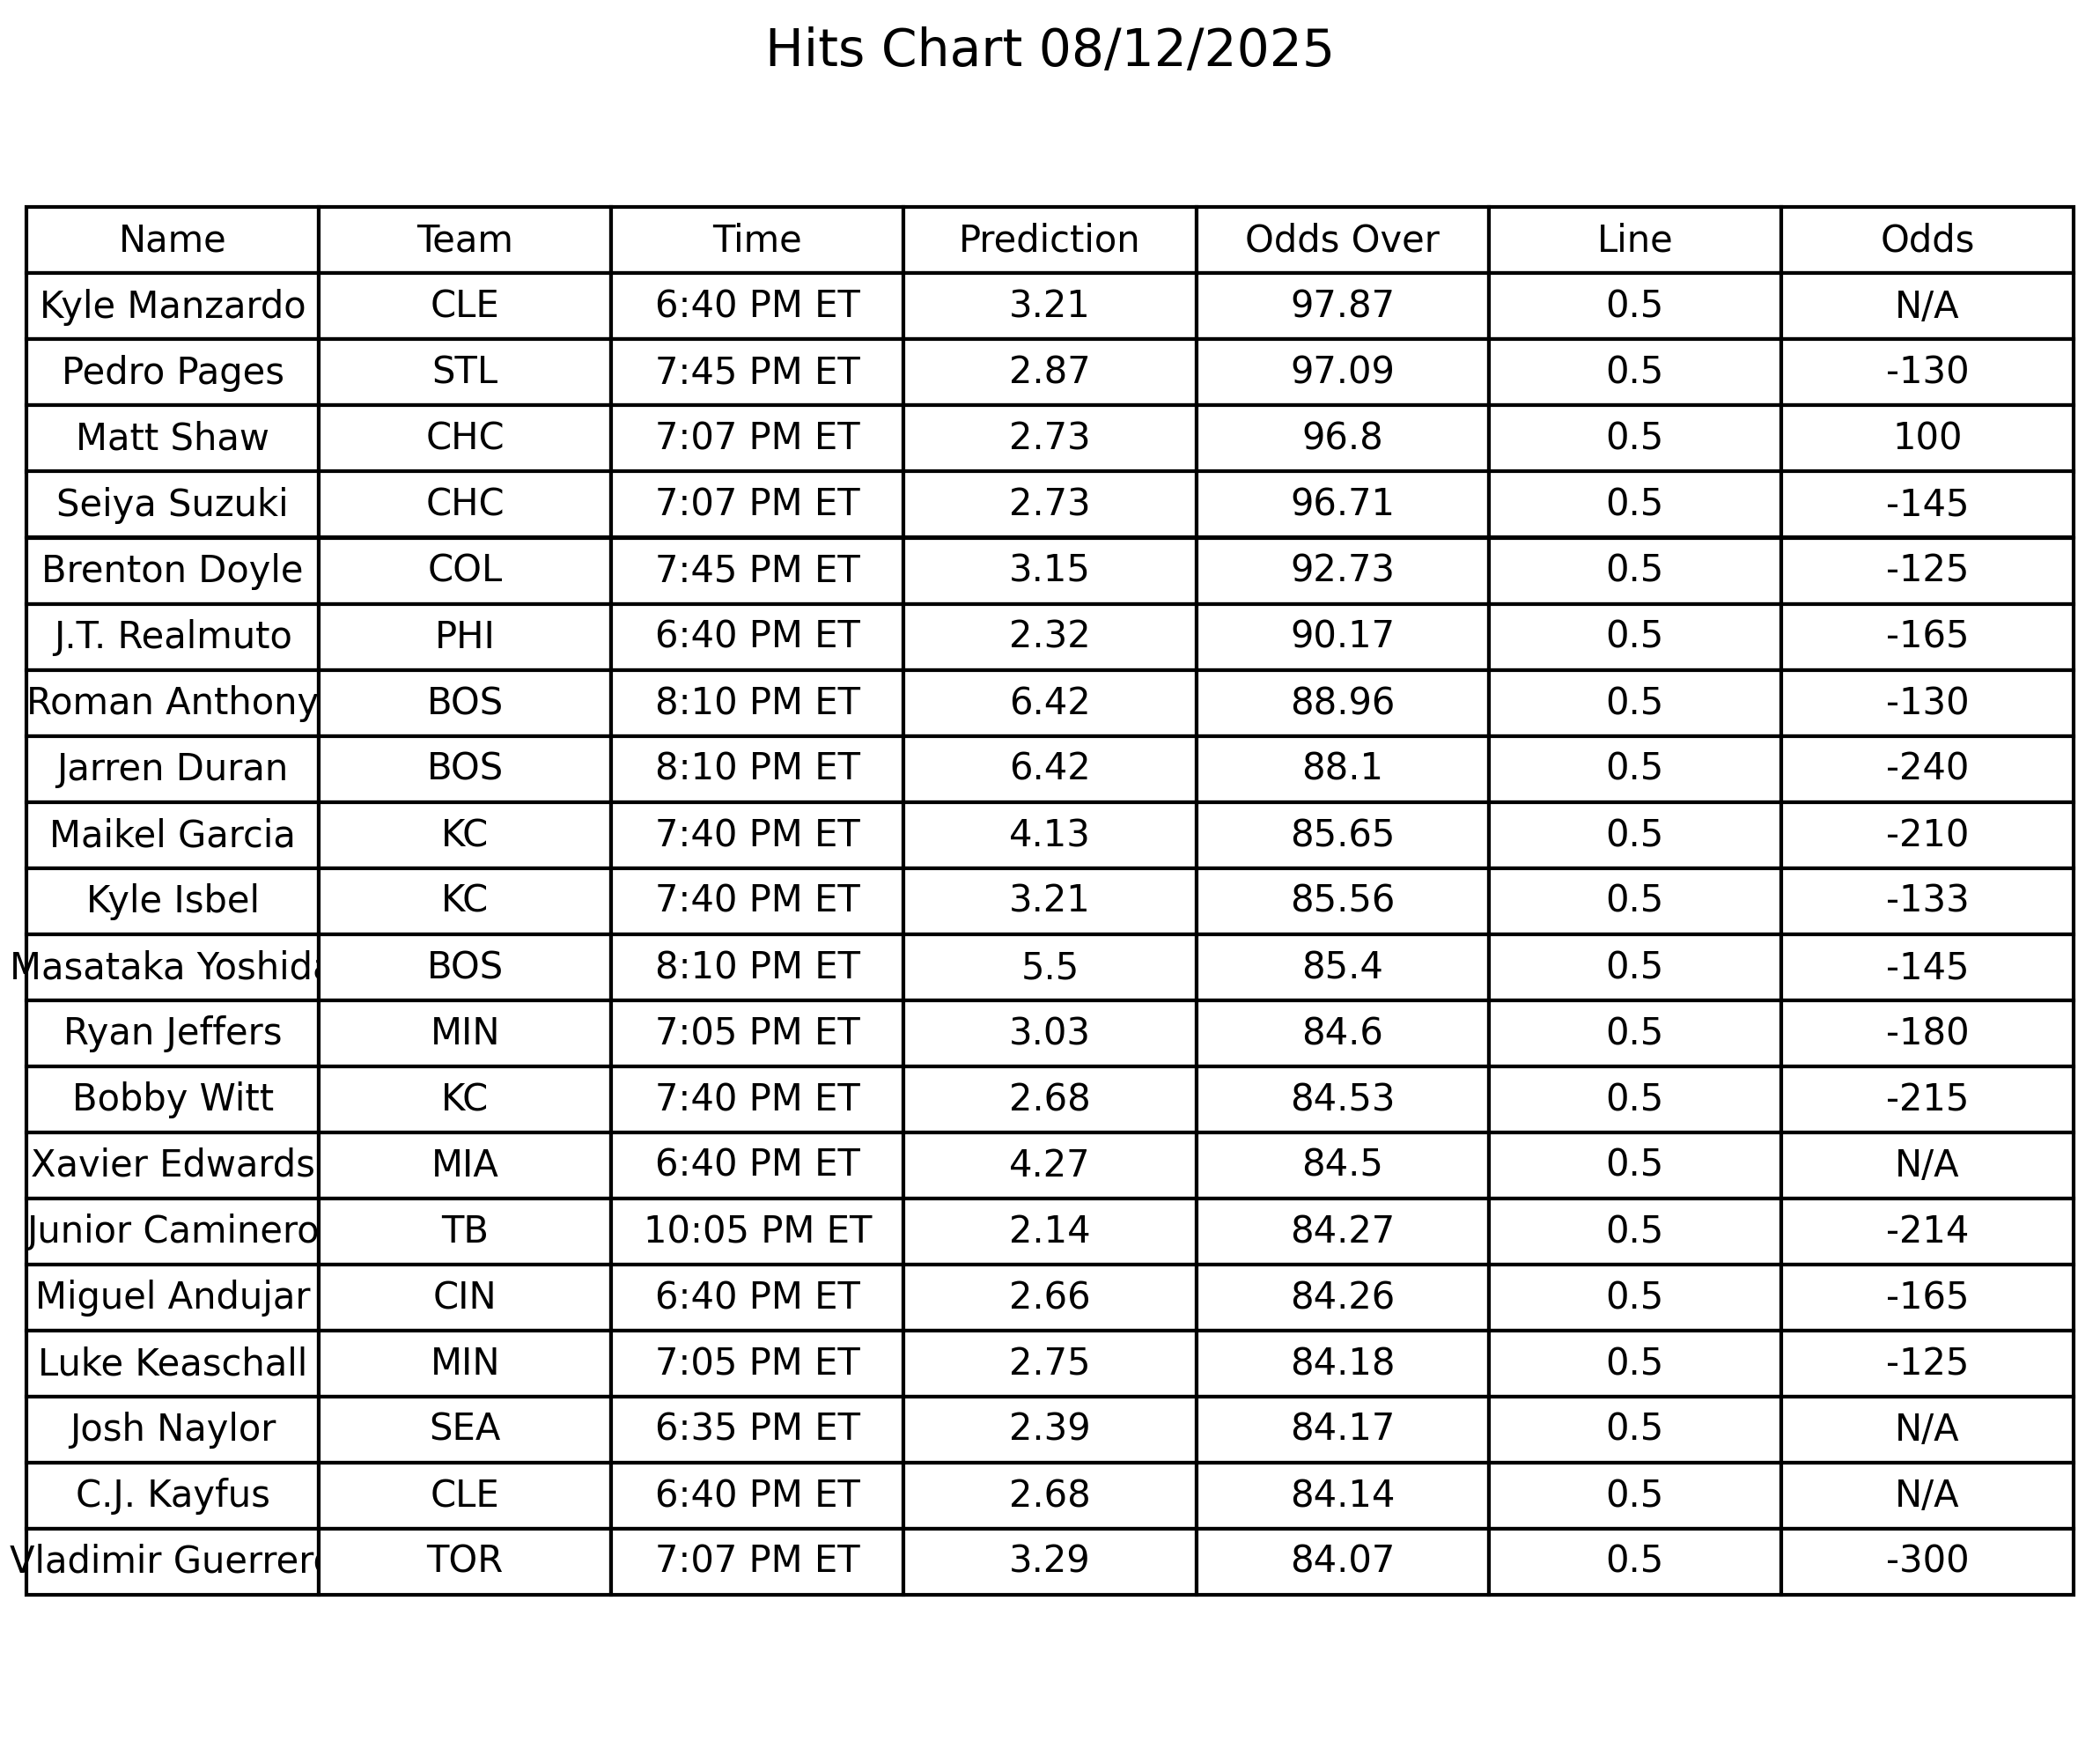 Hits Chart 08/12/2025
Name Team Time Prediction Odds Over Line Odds
Kyle Manzardo CLE 6:40 PM ET 3.21 97.87 0.5 N/A
Pedro Pages STL 7:45 PM ET 2.87 97.09 0.5 -130
Matt Shaw CHC 7:07 PM ET 2.73 96.8 0.5 100
Seiya Suzuki CHC 7:07 PM ET 2.73 96.71 0.5 -145
Brenton Doyle COL 7:45 PM ET 3.15 92.73 0.5 -125
J.T. Realmuto PHI 6:40 PM ET 2.32 90.17 0.5 -165
Roman Anthony BOS 8:10 PM ET 6.42 88.96 0.5 -130
Jarren Duran BOS 8:10 PM ET 6.42 88.1 0.5 -240
Maikel Garcia KC 7:40 PM ET 4.13 85.65 0.5 -210
Kyle Isbel KC 7:40 PM ET 3.21 85.56 0.5 -133
Masataka Yoshida BOS 8:10 PM ET 5.5 85.4 0.5 -145
Ryan Jeffers MIN 7:05 PM ET 3.03 84.6 0.5 -180
Bobby Witt KC 7:40 PM ET 2.68 84.53 0.5 -215
Xavier Edwards MIA 6:40 PM ET 4.27 84.5 0.5 N/A
Junior Caminero TB 10:05 PM ET 2.14 84.27 0.5 -214
Miguel Andujar CIN 6:40 PM ET 2.66 84.26 0.5 -165
Luke Keaschall MIN 7:05 PM ET 2.75 84.18 0.5 -125
Josh Naylor SEA 6:35 PM ET 2.39 84.17 0.5 N/A
C.J. Kayfus CLE 6:40 PM ET 2.68 84.14 0.5 N/A
Vladimir Guerrero TOR 7:07 PM ET 3.29 84.07 0.5 -300